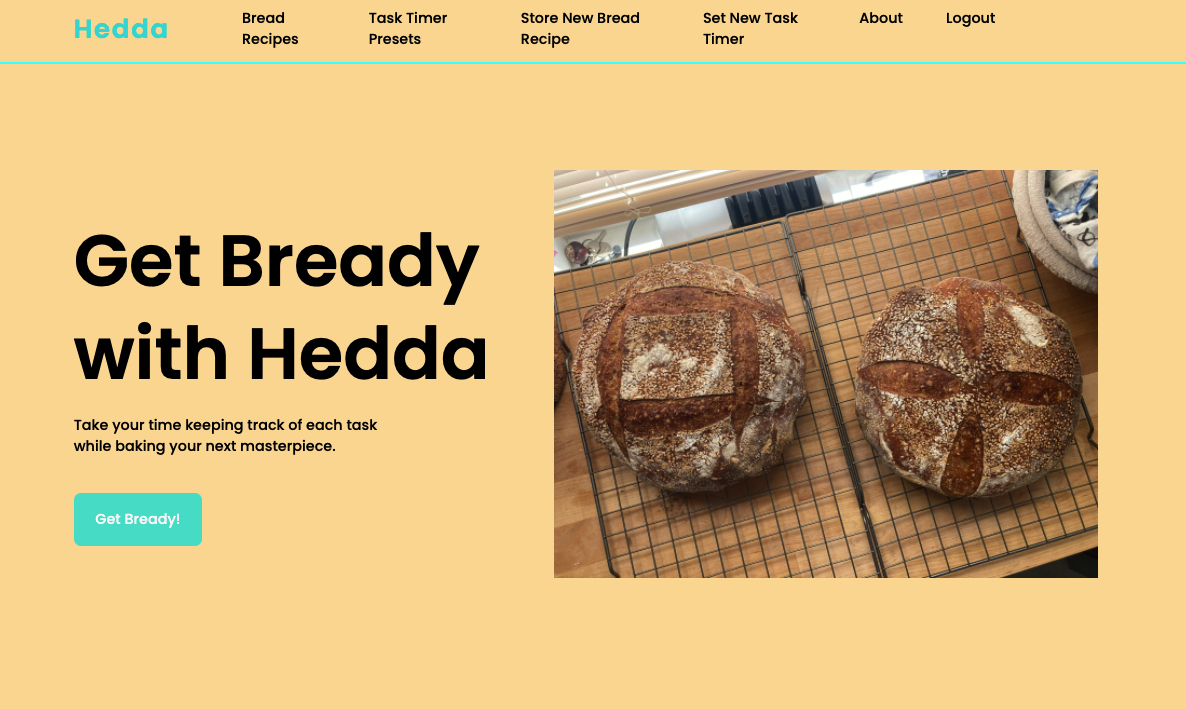 Hedda
Bread
Recipes
Task Timer
Presets
Store New Bread
Recipe
Set New Task
Timer
About
Logout
Get Bready
with Hedda
Take your time keeping track of each task
while baking your next masterpiece.
Get Bready!